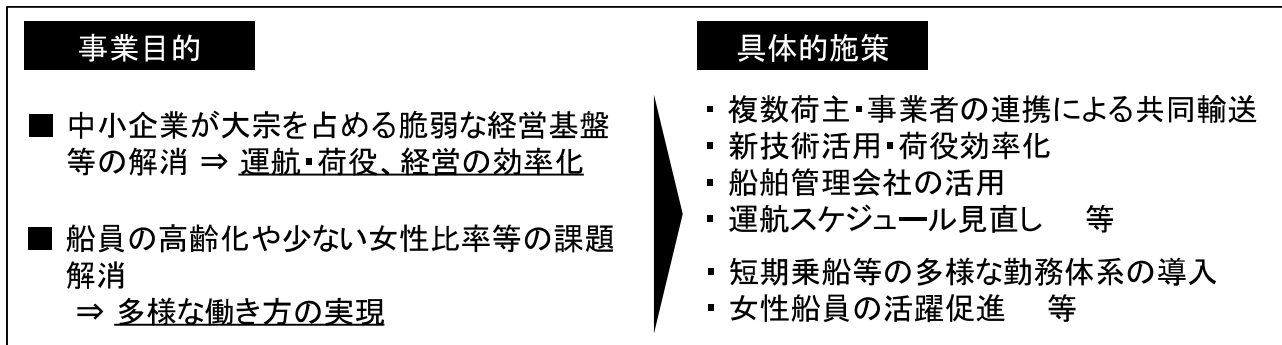 事業目的
■ 中小企業が大宗を占める脆弱な経営基盤
等の解消 ⇒ 運航・荷役、経営の効率化
■ 船員の高齢化や少ない女性比率等の課題
解消
⇒ 多様な働き方の実現
具体的施策
・ 複数荷主・事業者の連携による共同輸送
・ 新技術活用・荷役効率化
・ 船舶管理会社の活用
・ 運航スケジュール見直し 等
・ 短期乗船等の多様な勤務体系の導入
・ 女性船員の活躍促進 等